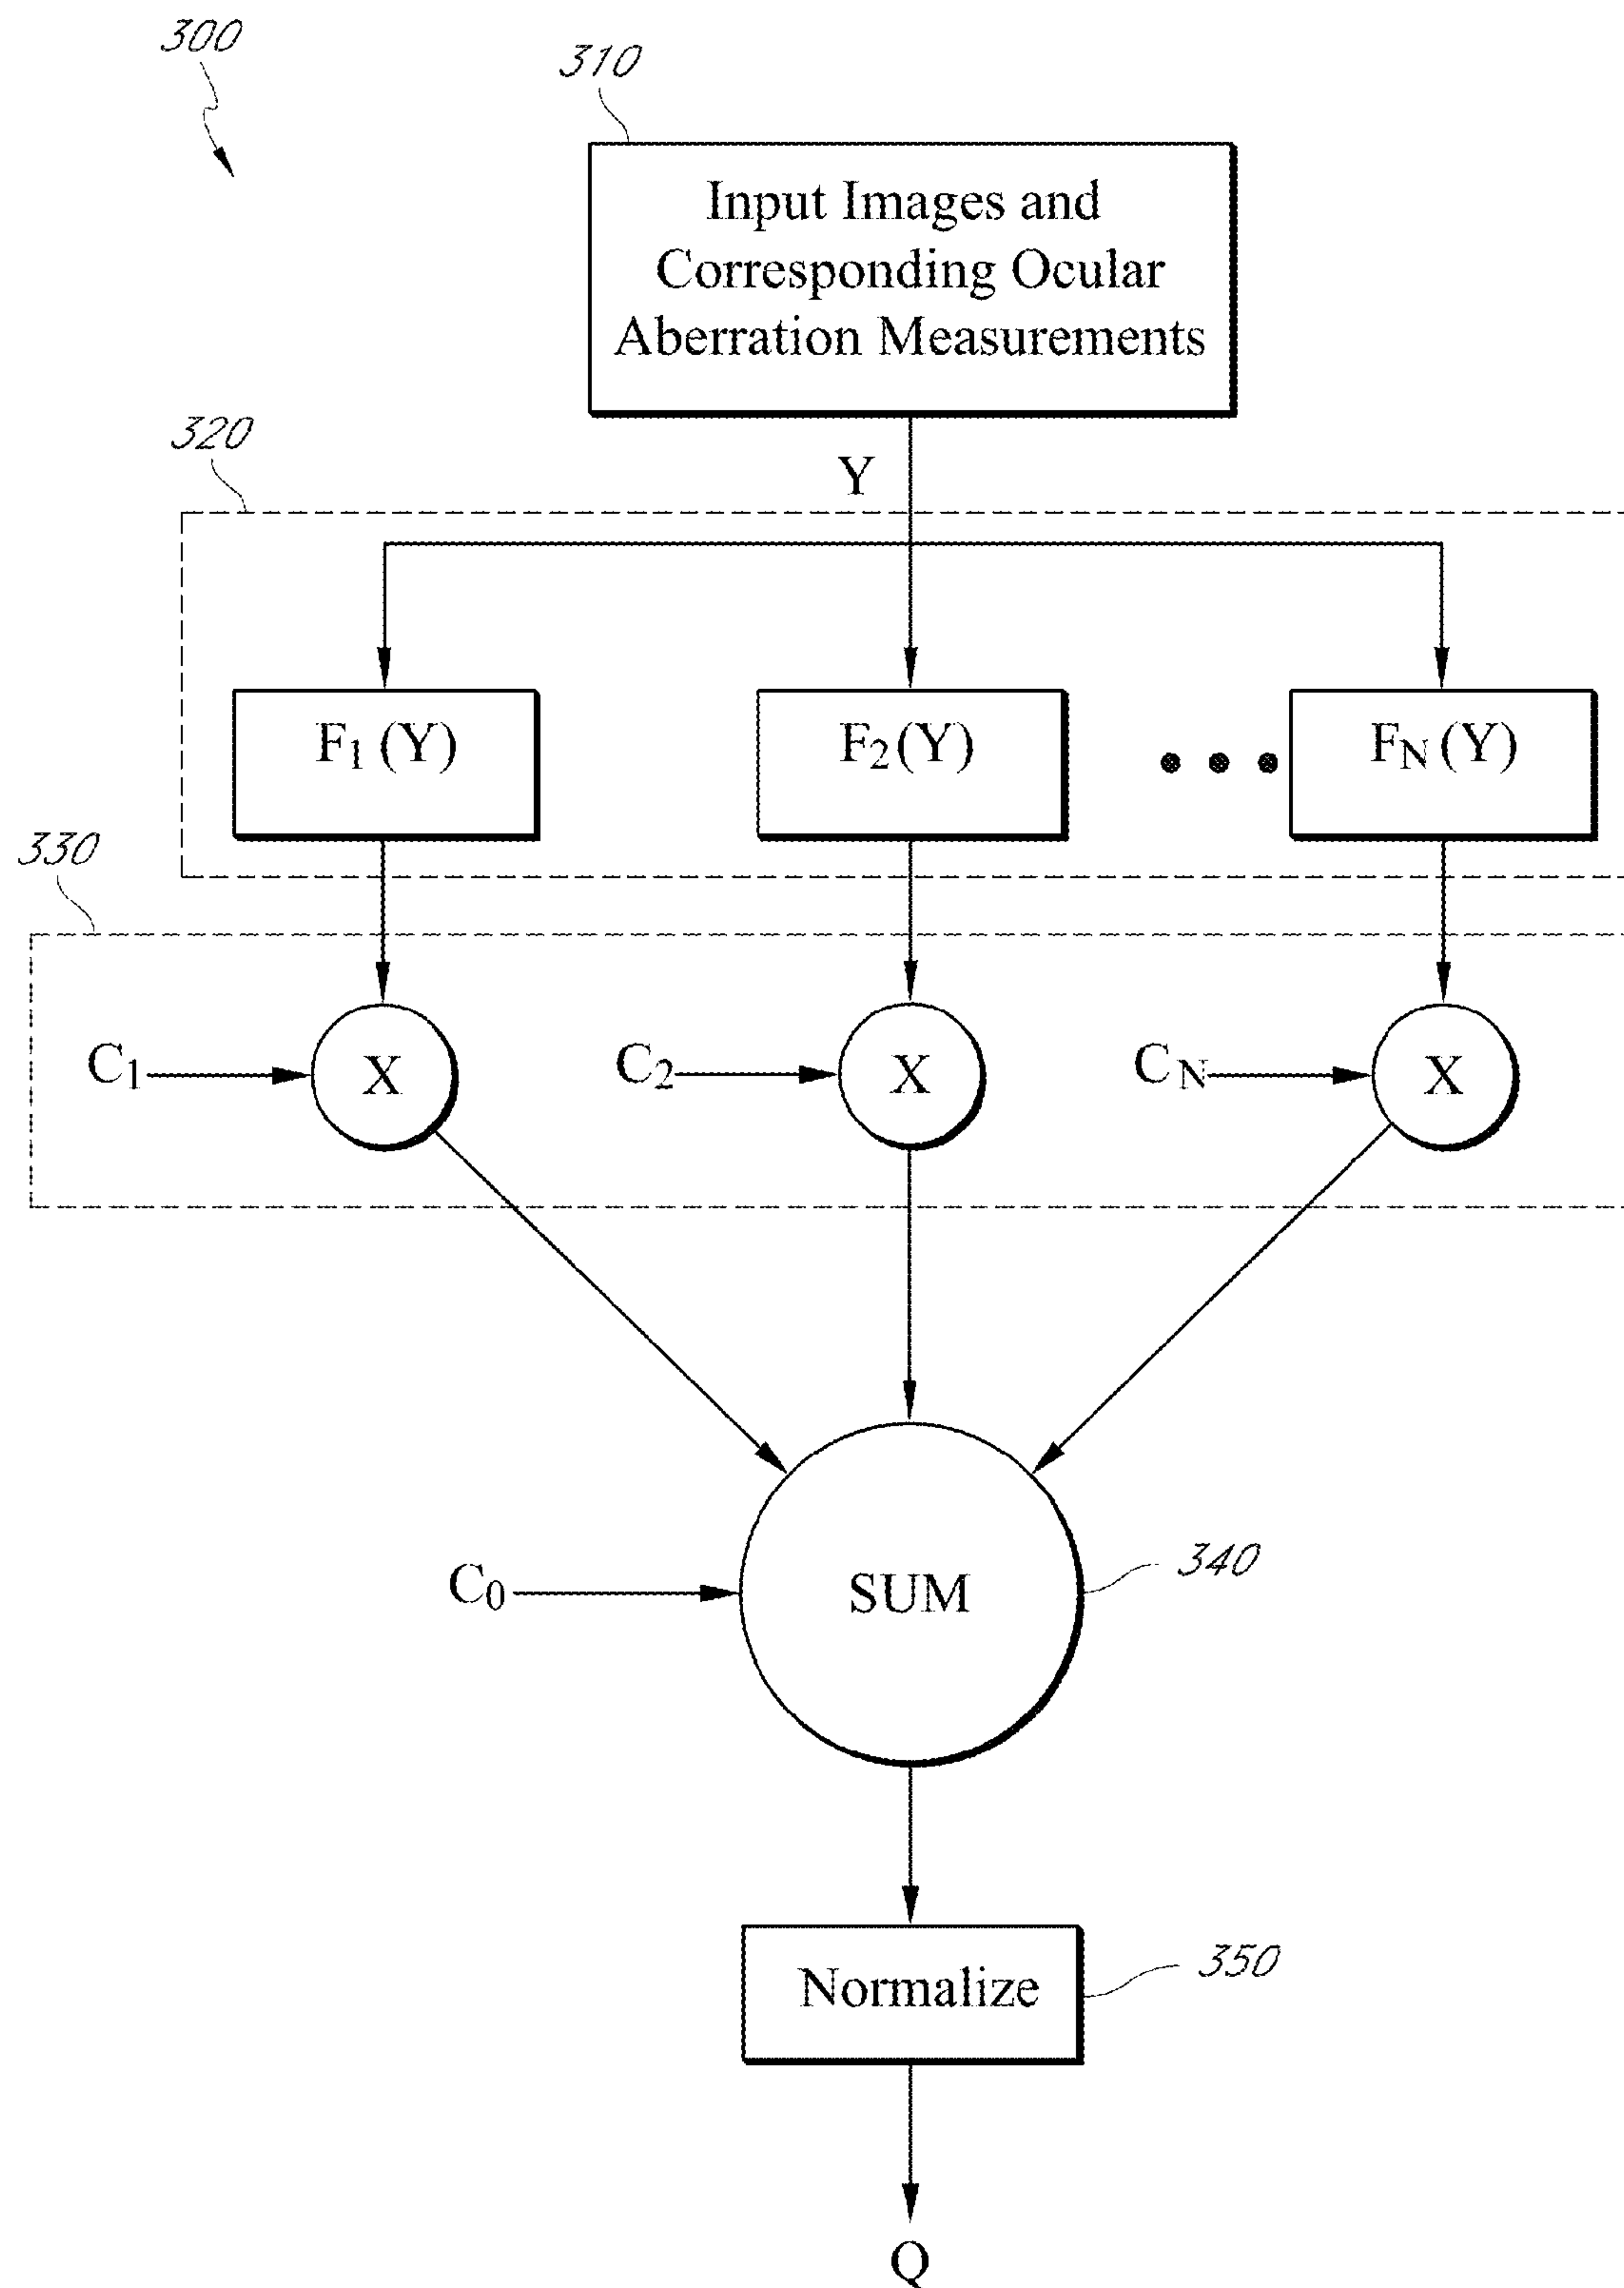 300
310
Input Images and
Corresponding Ocular
Aberration Measurements
320
Y
F1 (Y)
F2 (Y)
FN (Y)
330
C1
X
C2
X
CN
X
C0
SUM
340
Normalize
350
Q